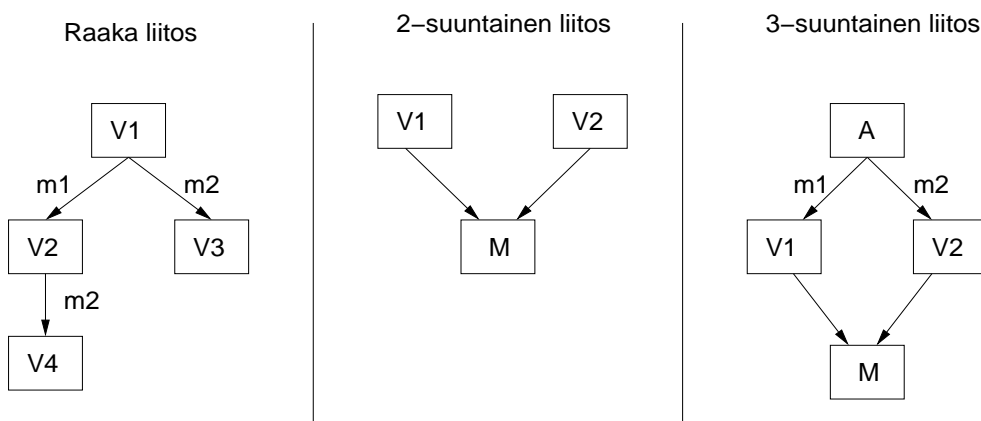 Raaka liitos
V1
m1
m2
V2
V3
m2
V4
2–suuntainen liitos
V1
V2
M
3–suuntainen liitos
A
m1
m2
V1
V2
M